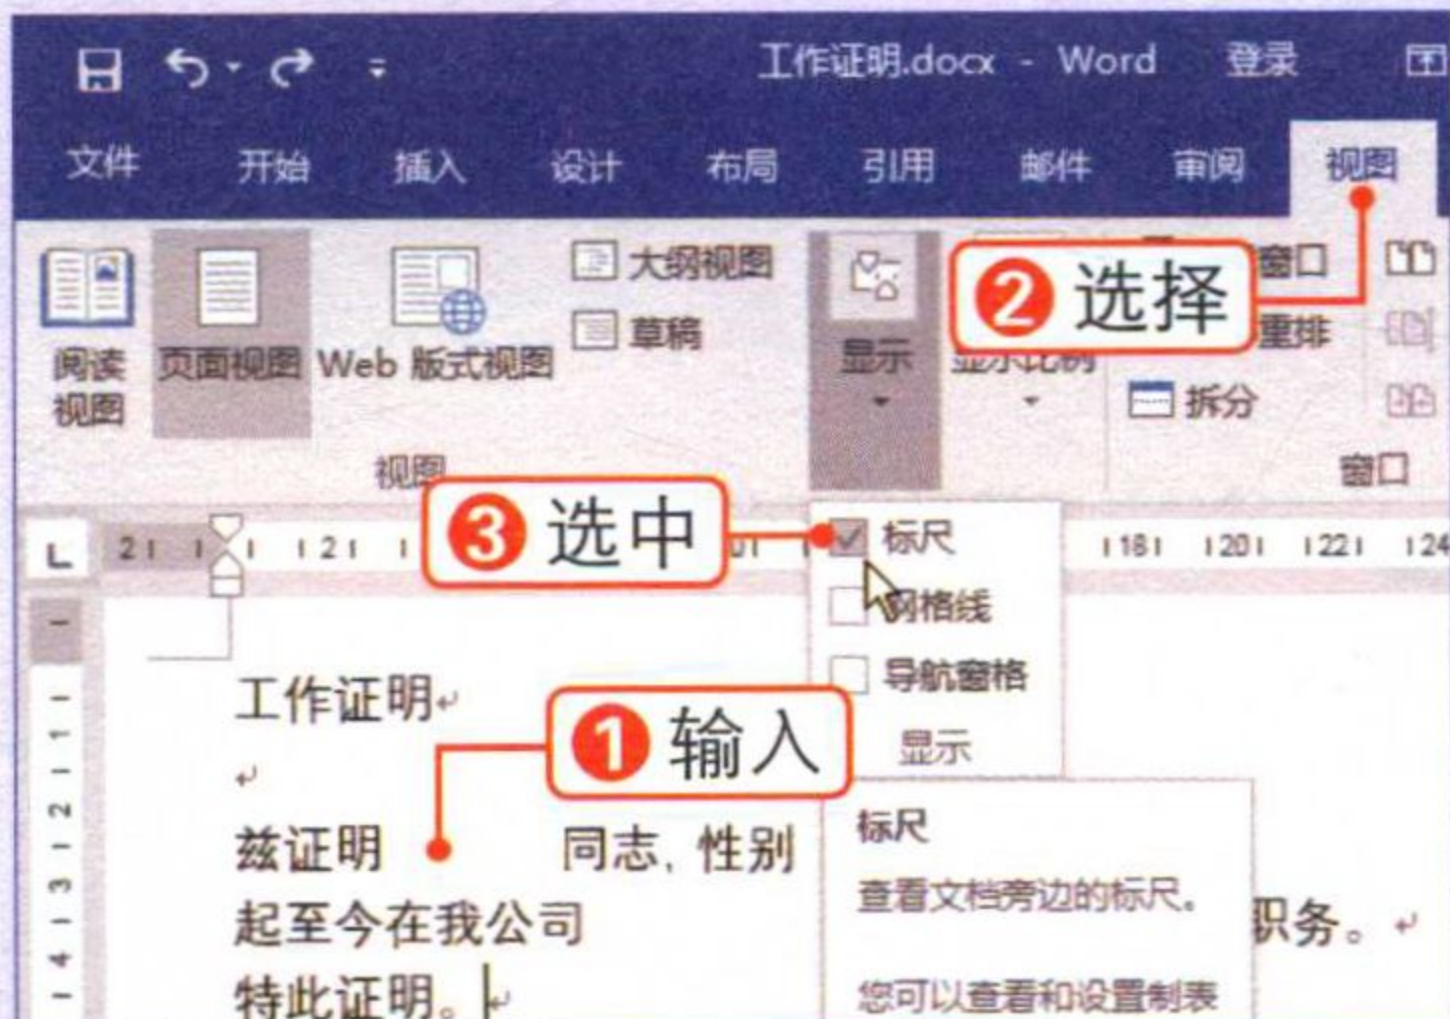 工作证明.docx - Word 登录
文件 开始 插入 设计 布局 引用 邮件 审阅 视图
阅读视图
页面视图
Web 版式视图
大纲视图
草稿
视图
显示
显示比例
窗口
重排
拆分
窗口
2 选择
3 选中
标尺
网格线
导航窗格
显示
1 输入
标尺
查看文档旁边的标尺。
您可以查看和设置制表
工作证明
兹证明 同志, 性别
起至今在我公司 职务。
特此证明。